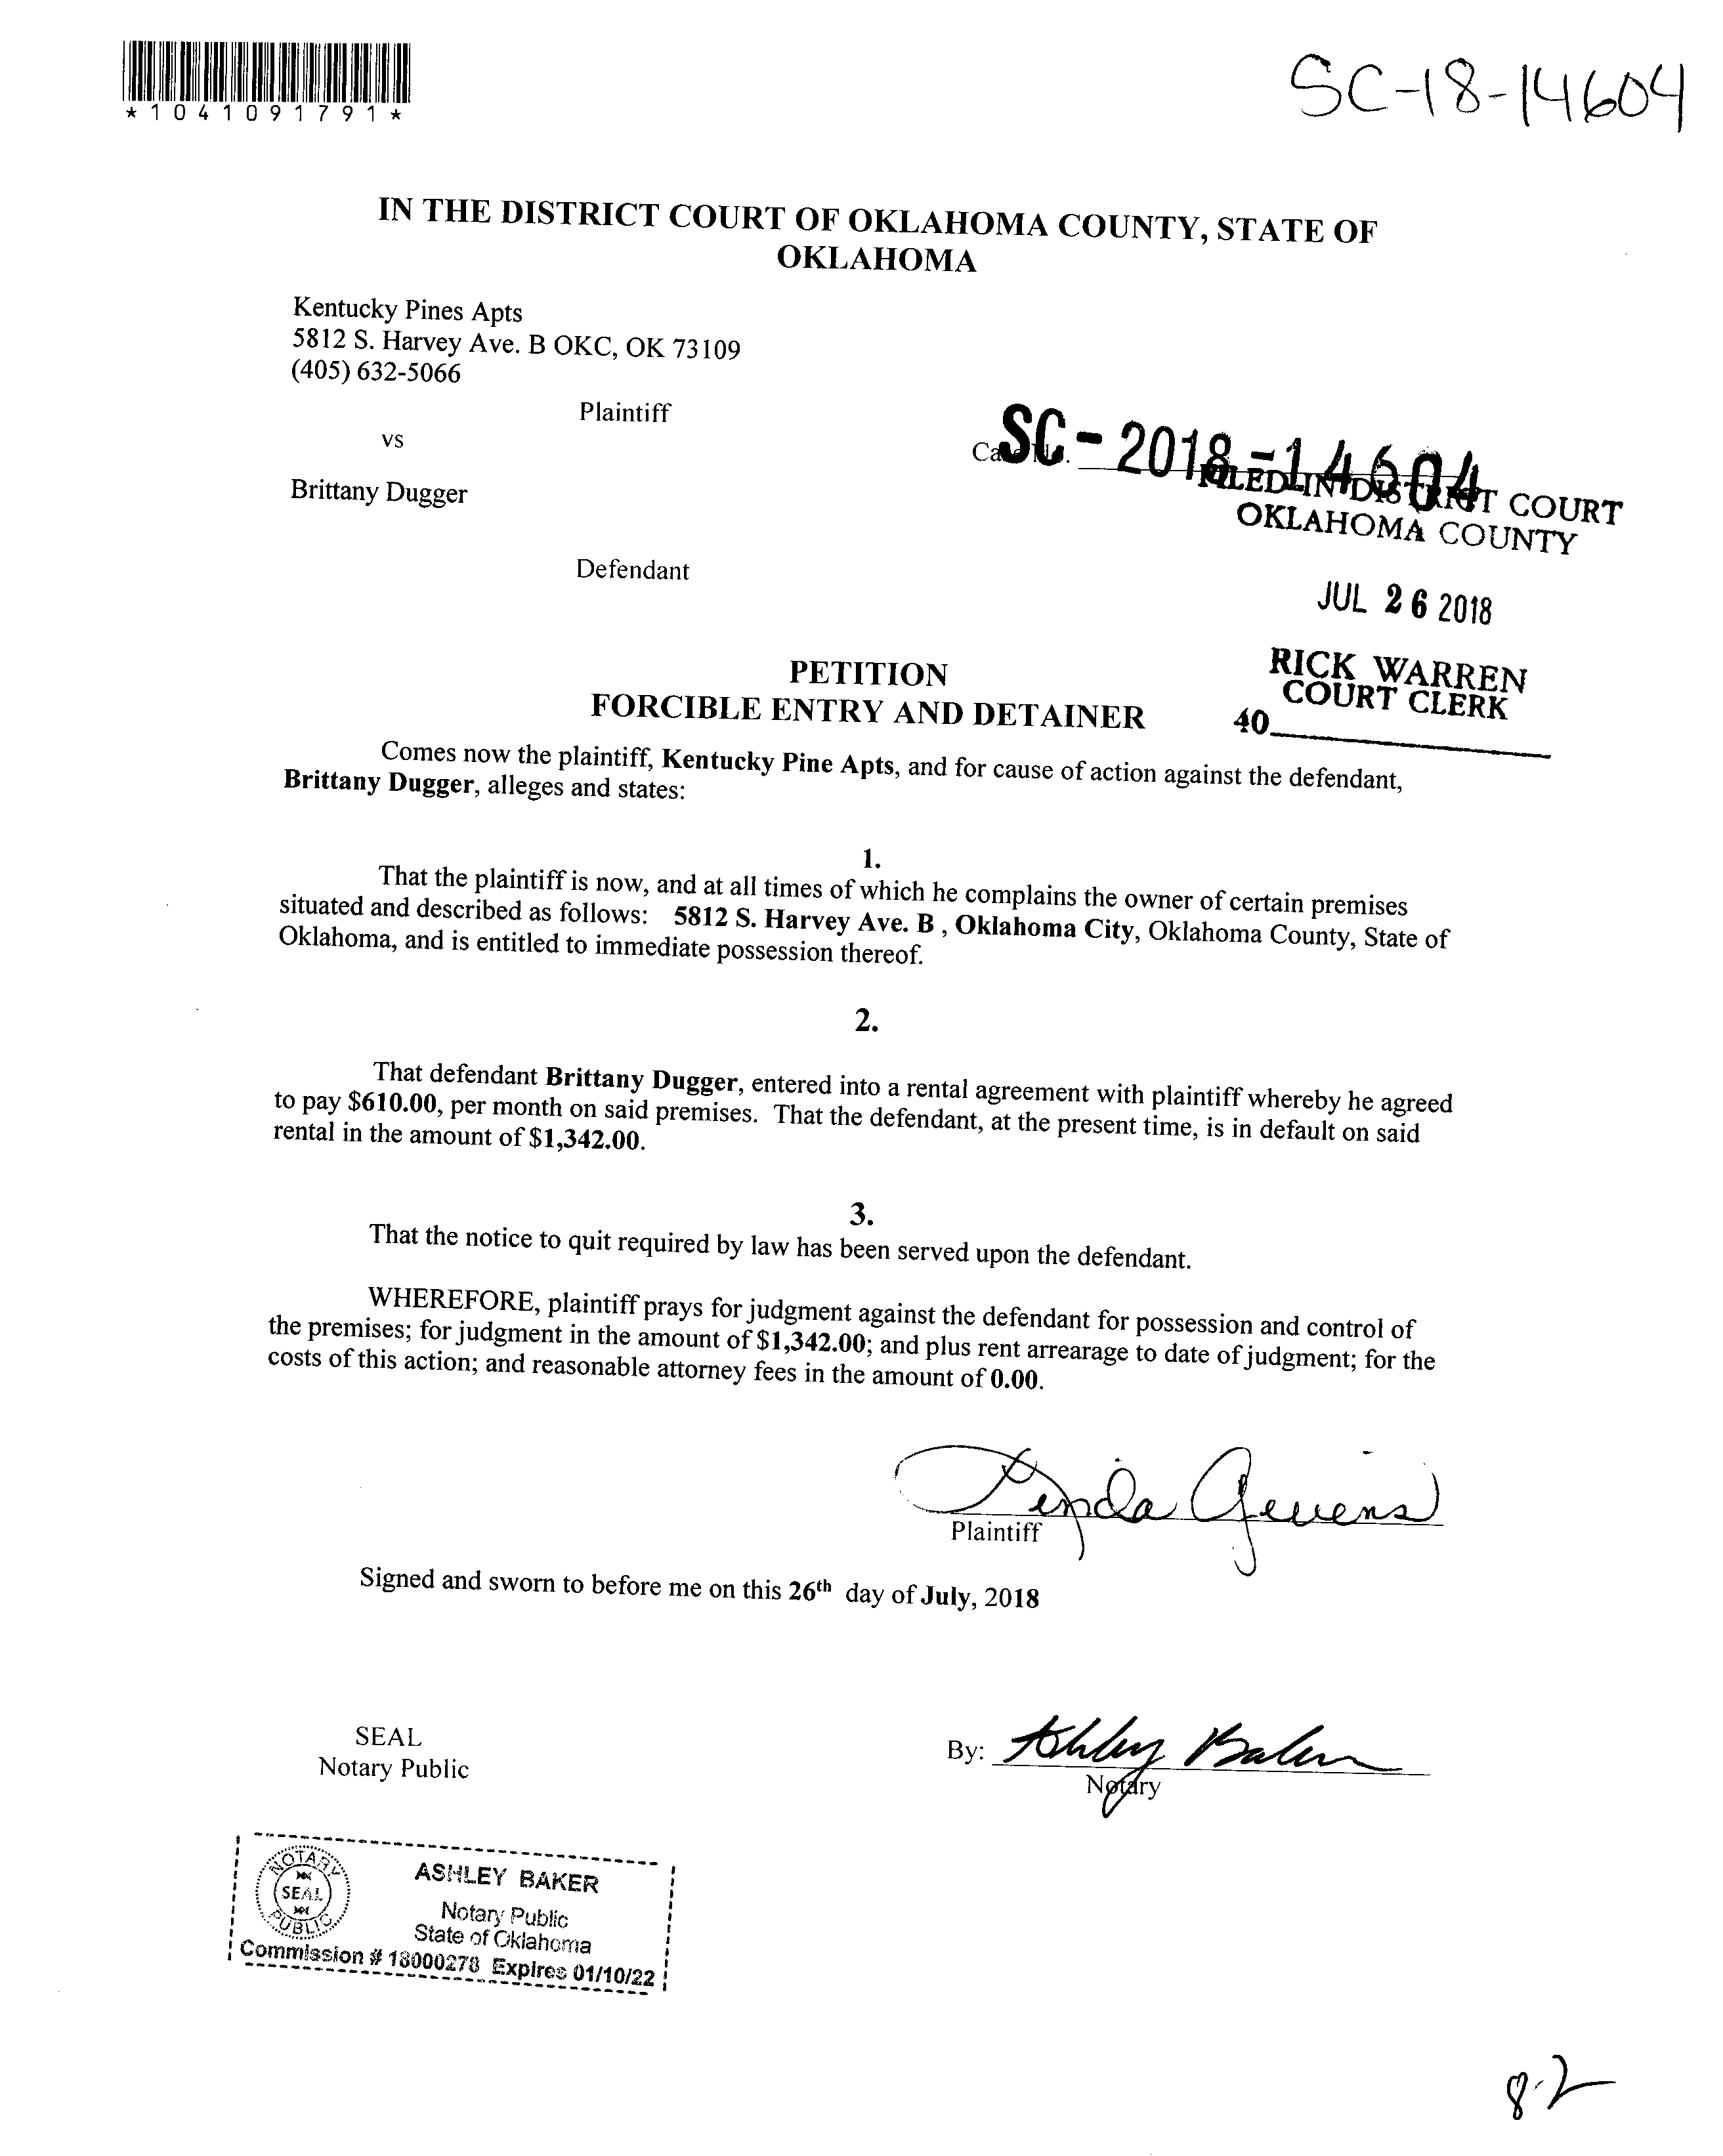 *1041091791*
SC-18-14604
IN THE DISTRICT COURT OF OKLAHOMA COUNTY, STATE OF
OKLAHOMA
Kentucky Pines Apts
5812 S. Harvey Ave. B OKC, OK 73109
(405) 632-5066
Plaintiff
vs
Case No. SC-2018-14604
Brittany Dugger
FILED IN DISTRICT COURT
OKLAHOMA COUNTY
Defendant
JUL 26 2018
RICK WARREN
COURT CLERK
40
PETITION
FORCIBLE ENTRY AND DETAINER
Comes now the plaintiff, Kentucky Pine Apts, and for cause of action against the defendant,
Brittany Dugger, alleges and states:
1.
That the plaintiff is now, and at all times of which he complains the owner of certain premises
situated and described as follows: 5812 S. Harvey Ave. B , Oklahoma City, Oklahoma County, State of
Oklahoma, and is entitled to immediate possession thereof.
2.
That defendant Brittany Dugger, entered into a rental agreement with plaintiff whereby he agreed
to pay $610.00, per month on said premises. That the defendant, at the present time, is in default on said
rental in the amount of $1,342.00.
3.
That the notice to quit required by law has been served upon the defendant.
WHEREFORE, plaintiff prays for judgment against the defendant for possession and control of
the premises; for judgment in the amount of $1,342.00; and plus rent arrearage to date of judgment; for the
costs of this action; and reasonable attorney fees in the amount of 0.00.
Linda
Plaintiff
Signed and sworn to before me on this 26th day of July, 2018
SEAL
Notary Public
By: Ashley Baker
Notary
NOTARY
SEAL
PUBLIC
ASHLEY BAKER
Notary Public
State of Oklahoma
Commission # 18000278 Expires 01/10/22
8-2